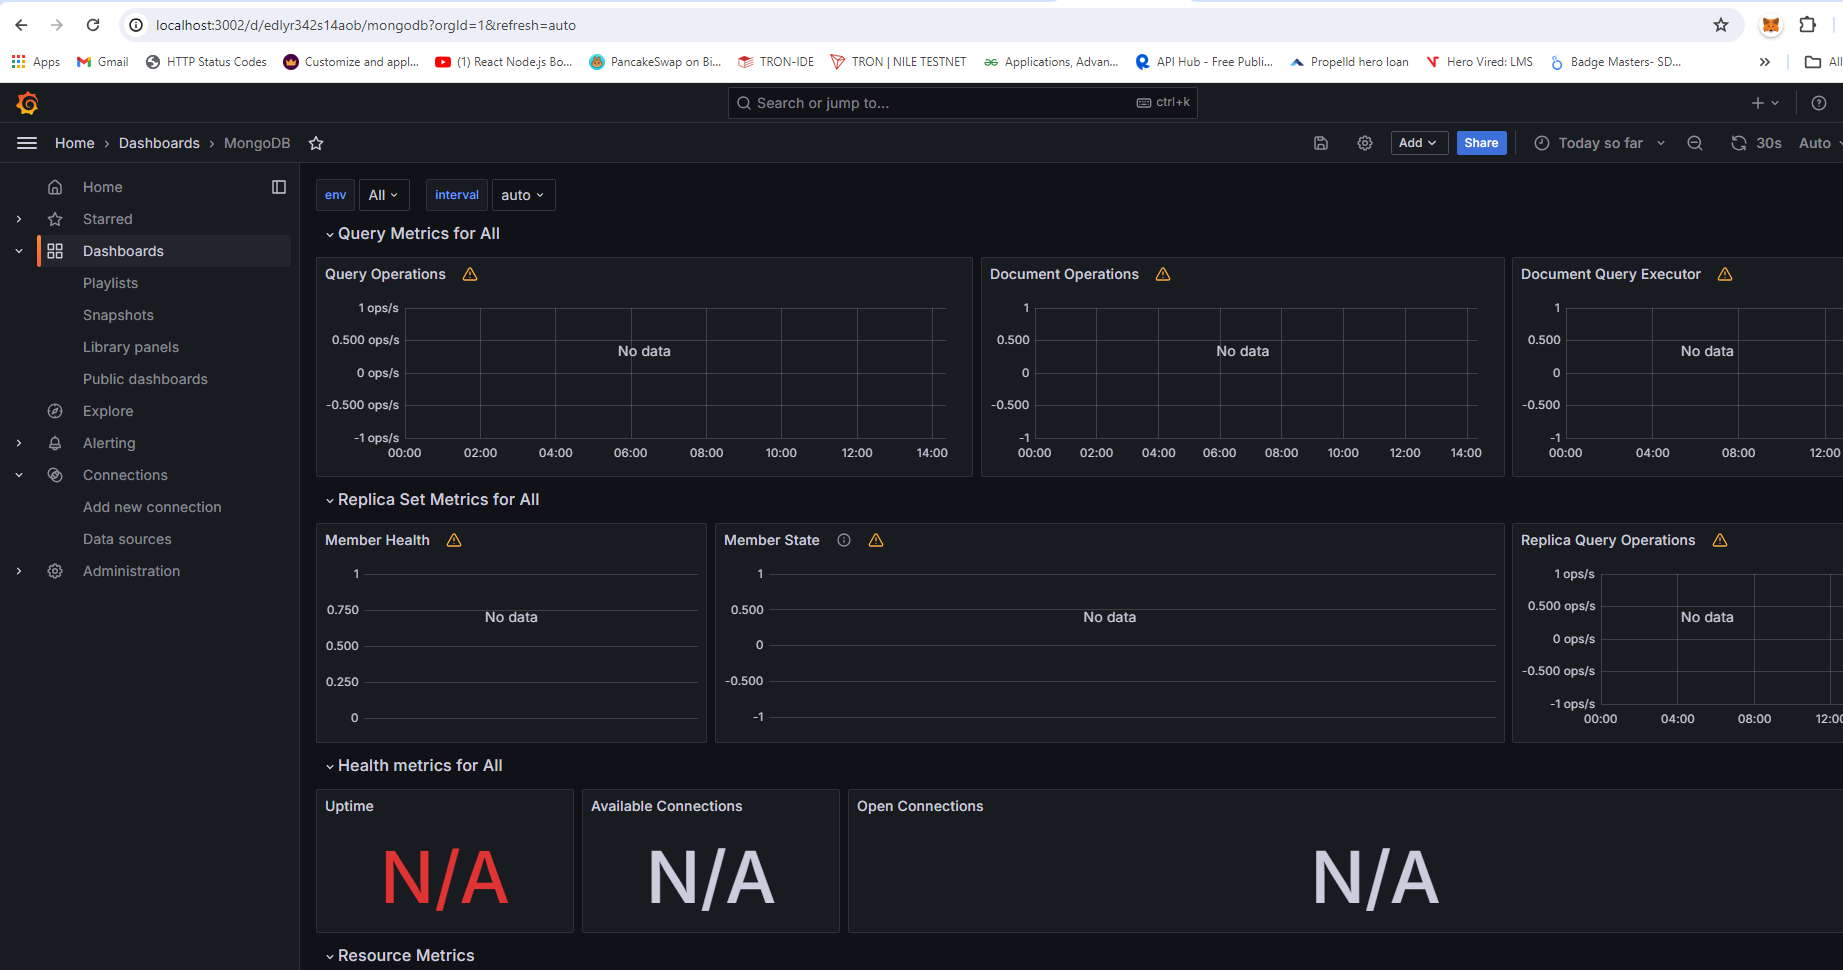 localhost:3002/d/edlyr342s14aob/mongodb?orgId=1&refresh=auto
Apps Gmail HTTP Status Codes Customize and appl... (1) React Node.js Bo... PancakeSwap on Bi... TRON-IDE TRON | NILE TESTNET Applications, Advan... API Hub - Free Publi... Propelld hero loan Hero Vired: LMS Badge Masters- SD... » All
Search or jump to... ctrl+k
Home › Dashboards › MongoDB Add Share Today so far 30s Auto
Home
Starred
Dashboards
Playlists
Snapshots
Library panels
Public dashboards
Explore
Alerting
Connections
Add new connection
Data sources
Administration
env All interval auto
Query Metrics for All
Query Operations
1 ops/s
0.500 ops/s
0 ops/s
-0.500 ops/s
-1 ops/s
No data
00:00 02:00 04:00 06:00 08:00 10:00 12:00 14:00
Document Operations
1
0.500
0
-0.500
-1
No data
00:00 02:00 04:00 06:00 08:00 10:00 12:00 14:00
Document Query Executor
1
0.500
0
-0.500
-1
No data
00:00 04:00 08:00 12:00
Replica Set Metrics for All
Member Health
1
0.750
0.500
0.250
0
No data
Member State
1
0.500
0
-0.500
-1
No data
Replica Query Operations
1 ops/s
0.500 ops/s
0 ops/s
-0.500 ops/s
-1 ops/s
No data
00:00 04:00 08:00 12:00
Health metrics for All
Uptime
N/A
Available Connections
N/A
Open Connections
N/A
Resource Metrics